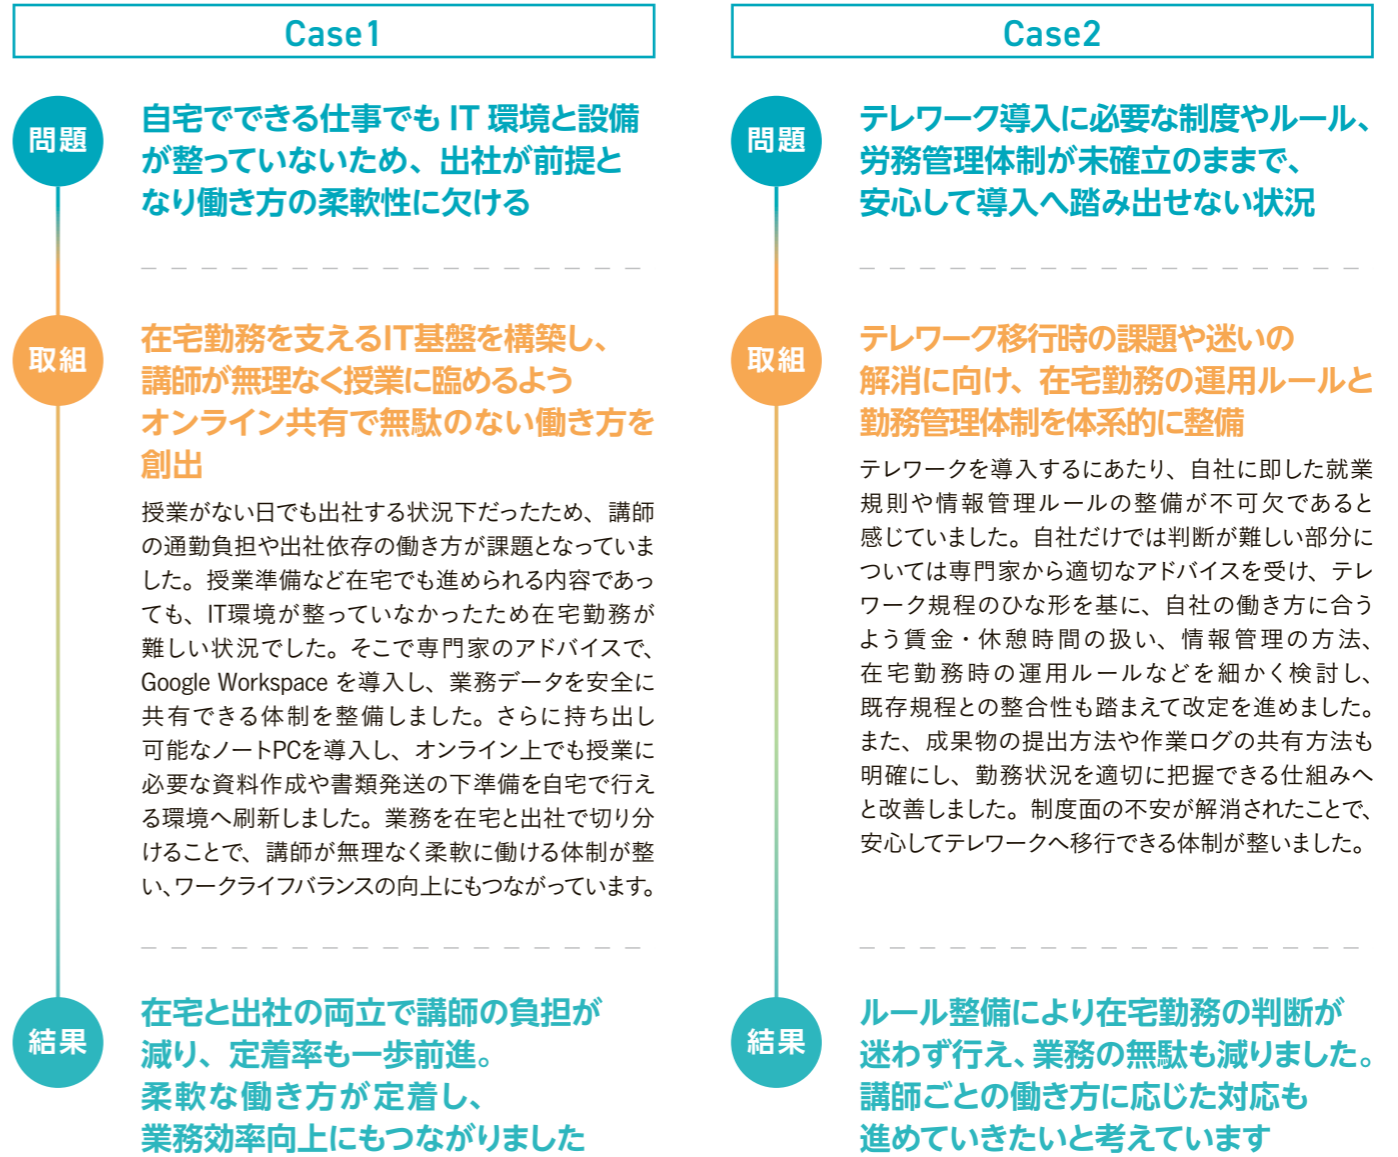 Case1
問題
自宅でできる仕事でも IT 環境と設備
が整っていないため、出社が前提と
なり働き方の柔軟性に欠ける
取組
在宅勤務を支えるIT基盤を構築し、
講師が無理なく授業に臨めるよう
オンライン共有で無駄のない働き方を
創出
授業がない日でも出社する状況下だったため、講師
の通勤負担や出社依存の働き方が課題となっていま
した。授業準備など在宅でも進められる内容であっ
ても、IT環境が整っていなかったため在宅勤務が
難しい状況でした。そこで専門家のアドバイスで、
Google Workspace を導入し、業務データを安全に
共有できる体制を整備しました。さらに持ち出し
可能なノートPCを導入し、オンライン上でも授業に
必要な資料作成や書類発送の下準備を自宅で行え
る環境へ刷新しました。業務を在宅と出社で切り分
けることで、講師が無理なく柔軟に働ける体制が整
い、ワークライフバランスの向上にもつながっています。
結果
在宅と出社の両立で講師の負担が
減り、定着率も一歩前進。
柔軟な働き方が定着し、
業務効率向上にもつながりました
Case2
問題
テレワーク導入に必要な制度やルール、
労務管理体制が未確立のままで、
安心して導入へ踏み出せない状況
取組
テレワーク移行時の課題や迷いの
解消に向け、在宅勤務の運用ルールと
勤務管理体制を体系的に整備
テレワークを導入するにあたり、自社に即した就業
規則や情報管理ルールの整備が不可欠であると
感じていました。自社だけでは判断が難しい部分に
ついては専門家から適切なアドバイスを受け、テレ
ワーク規程のひな形を基に、自社の働き方に合う
よう賃金・休憩時間の扱い、情報管理の方法、
在宅勤務時の運用ルールなどを細かく検討し、
既存規程との整合性も踏まえて改定を進めました。
また、成果物の提出方法や作業ログの共有方法も
明確にし、勤務状況を適切に把握できる仕組みへ
と改善しました。制度面の不安が解消されたことで、
安心してテレワークへ移行できる体制が整いました。
結果
ルール整備により在宅勤務の判断が
迷わず行え、業務の無駄も減りました。
講師ごとの働き方に応じた対応も
進めていきたいと考えています